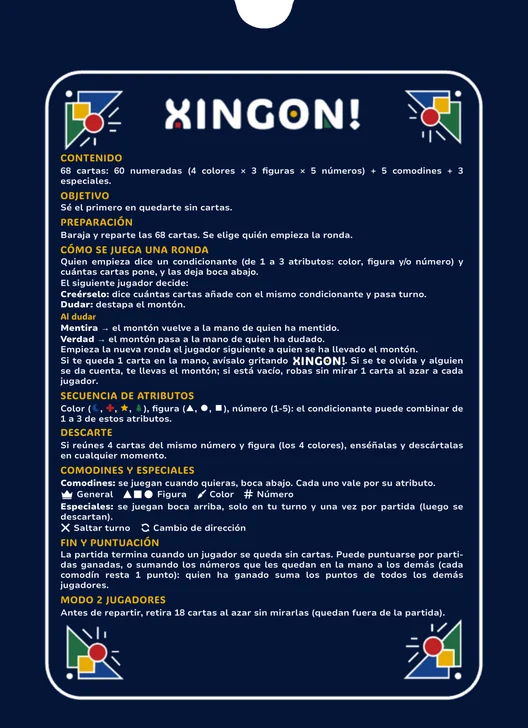 XINGON!
CONTENIDO
68 cartas: 60 numeradas (4 colores × 3 figuras × 5 números) + 5 comodines + 3
especiales.
OBJETIVO
Sé el primero en quedarte sin cartas.
PREPARACIÓN
Baraja y reparte las 68 cartas. Se elige quién empieza la ronda.
CÓMO SE JUEGA UNA RONDA
Quien empieza dice un condicionante (de 1 a 3 atributos: color, figura y/o número) y
cuántas cartas pone, y las deja boca abajo.
El siguiente jugador decide:
Creérselo: dice cuántas cartas añade con el mismo condicionante y pasa turno.
Dudar: destapa el montón.
Al dudar
Mentira → el montón vuelve a la mano de quien ha mentido.
Verdad → el montón pasa a la mano de quien ha dudado.
Empieza la nueva ronda el jugador siguiente a quien se ha llevado el montón.
Si te queda 1 carta en la mano, avísalo gritando XINGON!. Si se te olvida y alguien
se da cuenta, te llevas el montón; si está vacío, robas sin mirar 1 carta al azar a cada
jugador.
SECUENCIA DE ATRIBUTOS
Color (🌙, ✚, ★, 🌲), figura (▲, ●, ■), número (1-5): el condicionante puede combinar de
1 a 3 de estos atributos.
DESCARTE
Si reúnes 4 cartas del mismo número y figura (los 4 colores), enséñalas y descártalas
en cualquier momento.
COMODINES Y ESPECIALES
Comodines: se juegan cuando quieras, boca abajo. Cada uno vale por su atributo.
General ▲■● Figura Color # Número
Especiales: se juegan boca arriba, solo en tu turno y una vez por partida (luego se
descartan).
Saltar turno Cambio de dirección
FIN Y PUNTUACIÓN
La partida termina cuando un jugador se queda sin cartas. Puede puntuarse por parti-
das ganadas, o sumando los números que les quedan en la mano a los demás (cada
comodín resta 1 punto): quien ha ganado suma los puntos de todos los demás
jugadores.
MODO 2 JUGADORES
Antes de repartir, retira 18 cartas al azar sin mirarlas (quedan fuera de la partida).